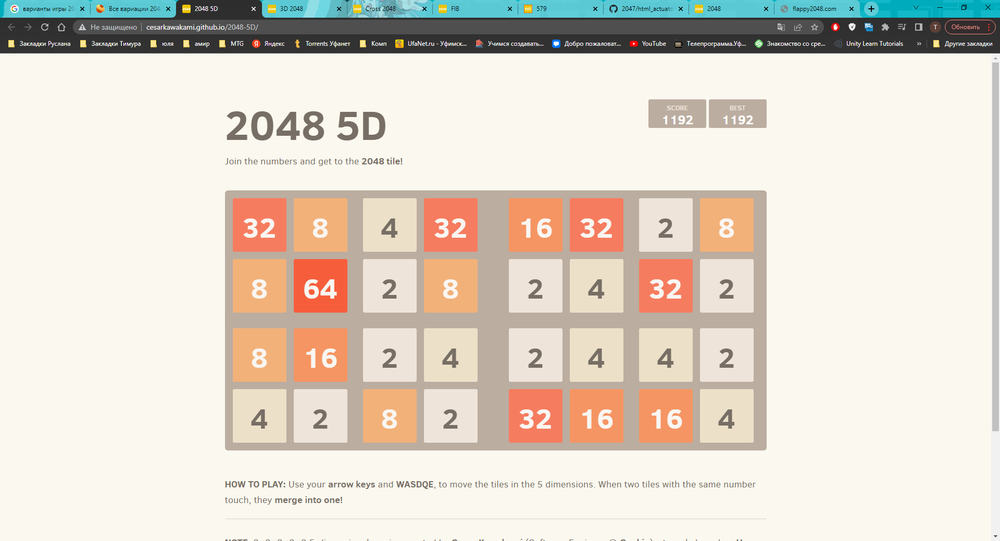 варианты игры 20
Все вариации 204
2048 5D
3D 2048
Cross 2048
FIB
579
2047/html_actuato
2048
flappy2048.com
Не защищено
cesarkawakami.github.io/2048-5D/
T
Обновить
Закладки Руслана
Закладки Тимура
юля
амир
MTG
Яндекс
Torrents Уфанет
Комп
UfaNet.ru - Уфимск...
Учимся создавать...
Добро пожаловат...
YouTube
Телепрограмма.Уф...
Знакомство со сре...
Unity Learn Tutorials
»
Другие закладки
2048 5D
SCORE
1192
BEST
1192
Join the numbers and get to the 2048 tile!
32 8 4 32 16 32 2 8
8 64 2 8 2 4 32 2
8 16 2 4 2 4 4 2
4 2 8 2 32 16 16 4
HOW TO PLAY: Use your arrow keys and WASDQE, to move the tiles in the 5 dimensions. When two tiles with the same number
touch, they merge into one!